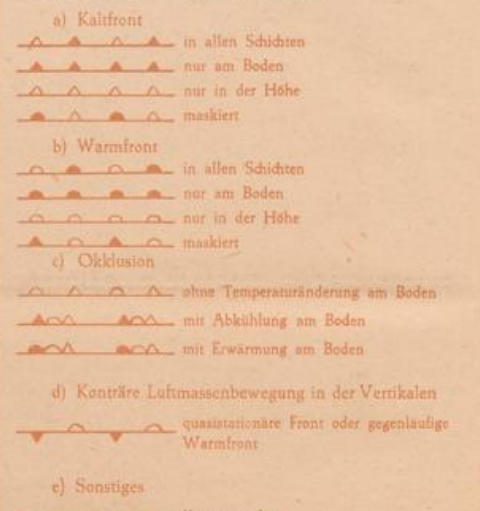 a) Kaltfront
in allen Schichten
nur am Boden
nur in der Höhe
maskiert
b) Warmfront
in allen Schichten
nur am Boden
nur in der Höhe
maskiert
c) Okklusion
ohne Temperaturänderung am Boden
mit Abkühlung am Boden
mit Erwärmung am Boden
d) Konträre Luftmassenbewegung in der Vertikalen
quasistationäre Front oder gegenläufige
Warmfront
e) Sonstiges